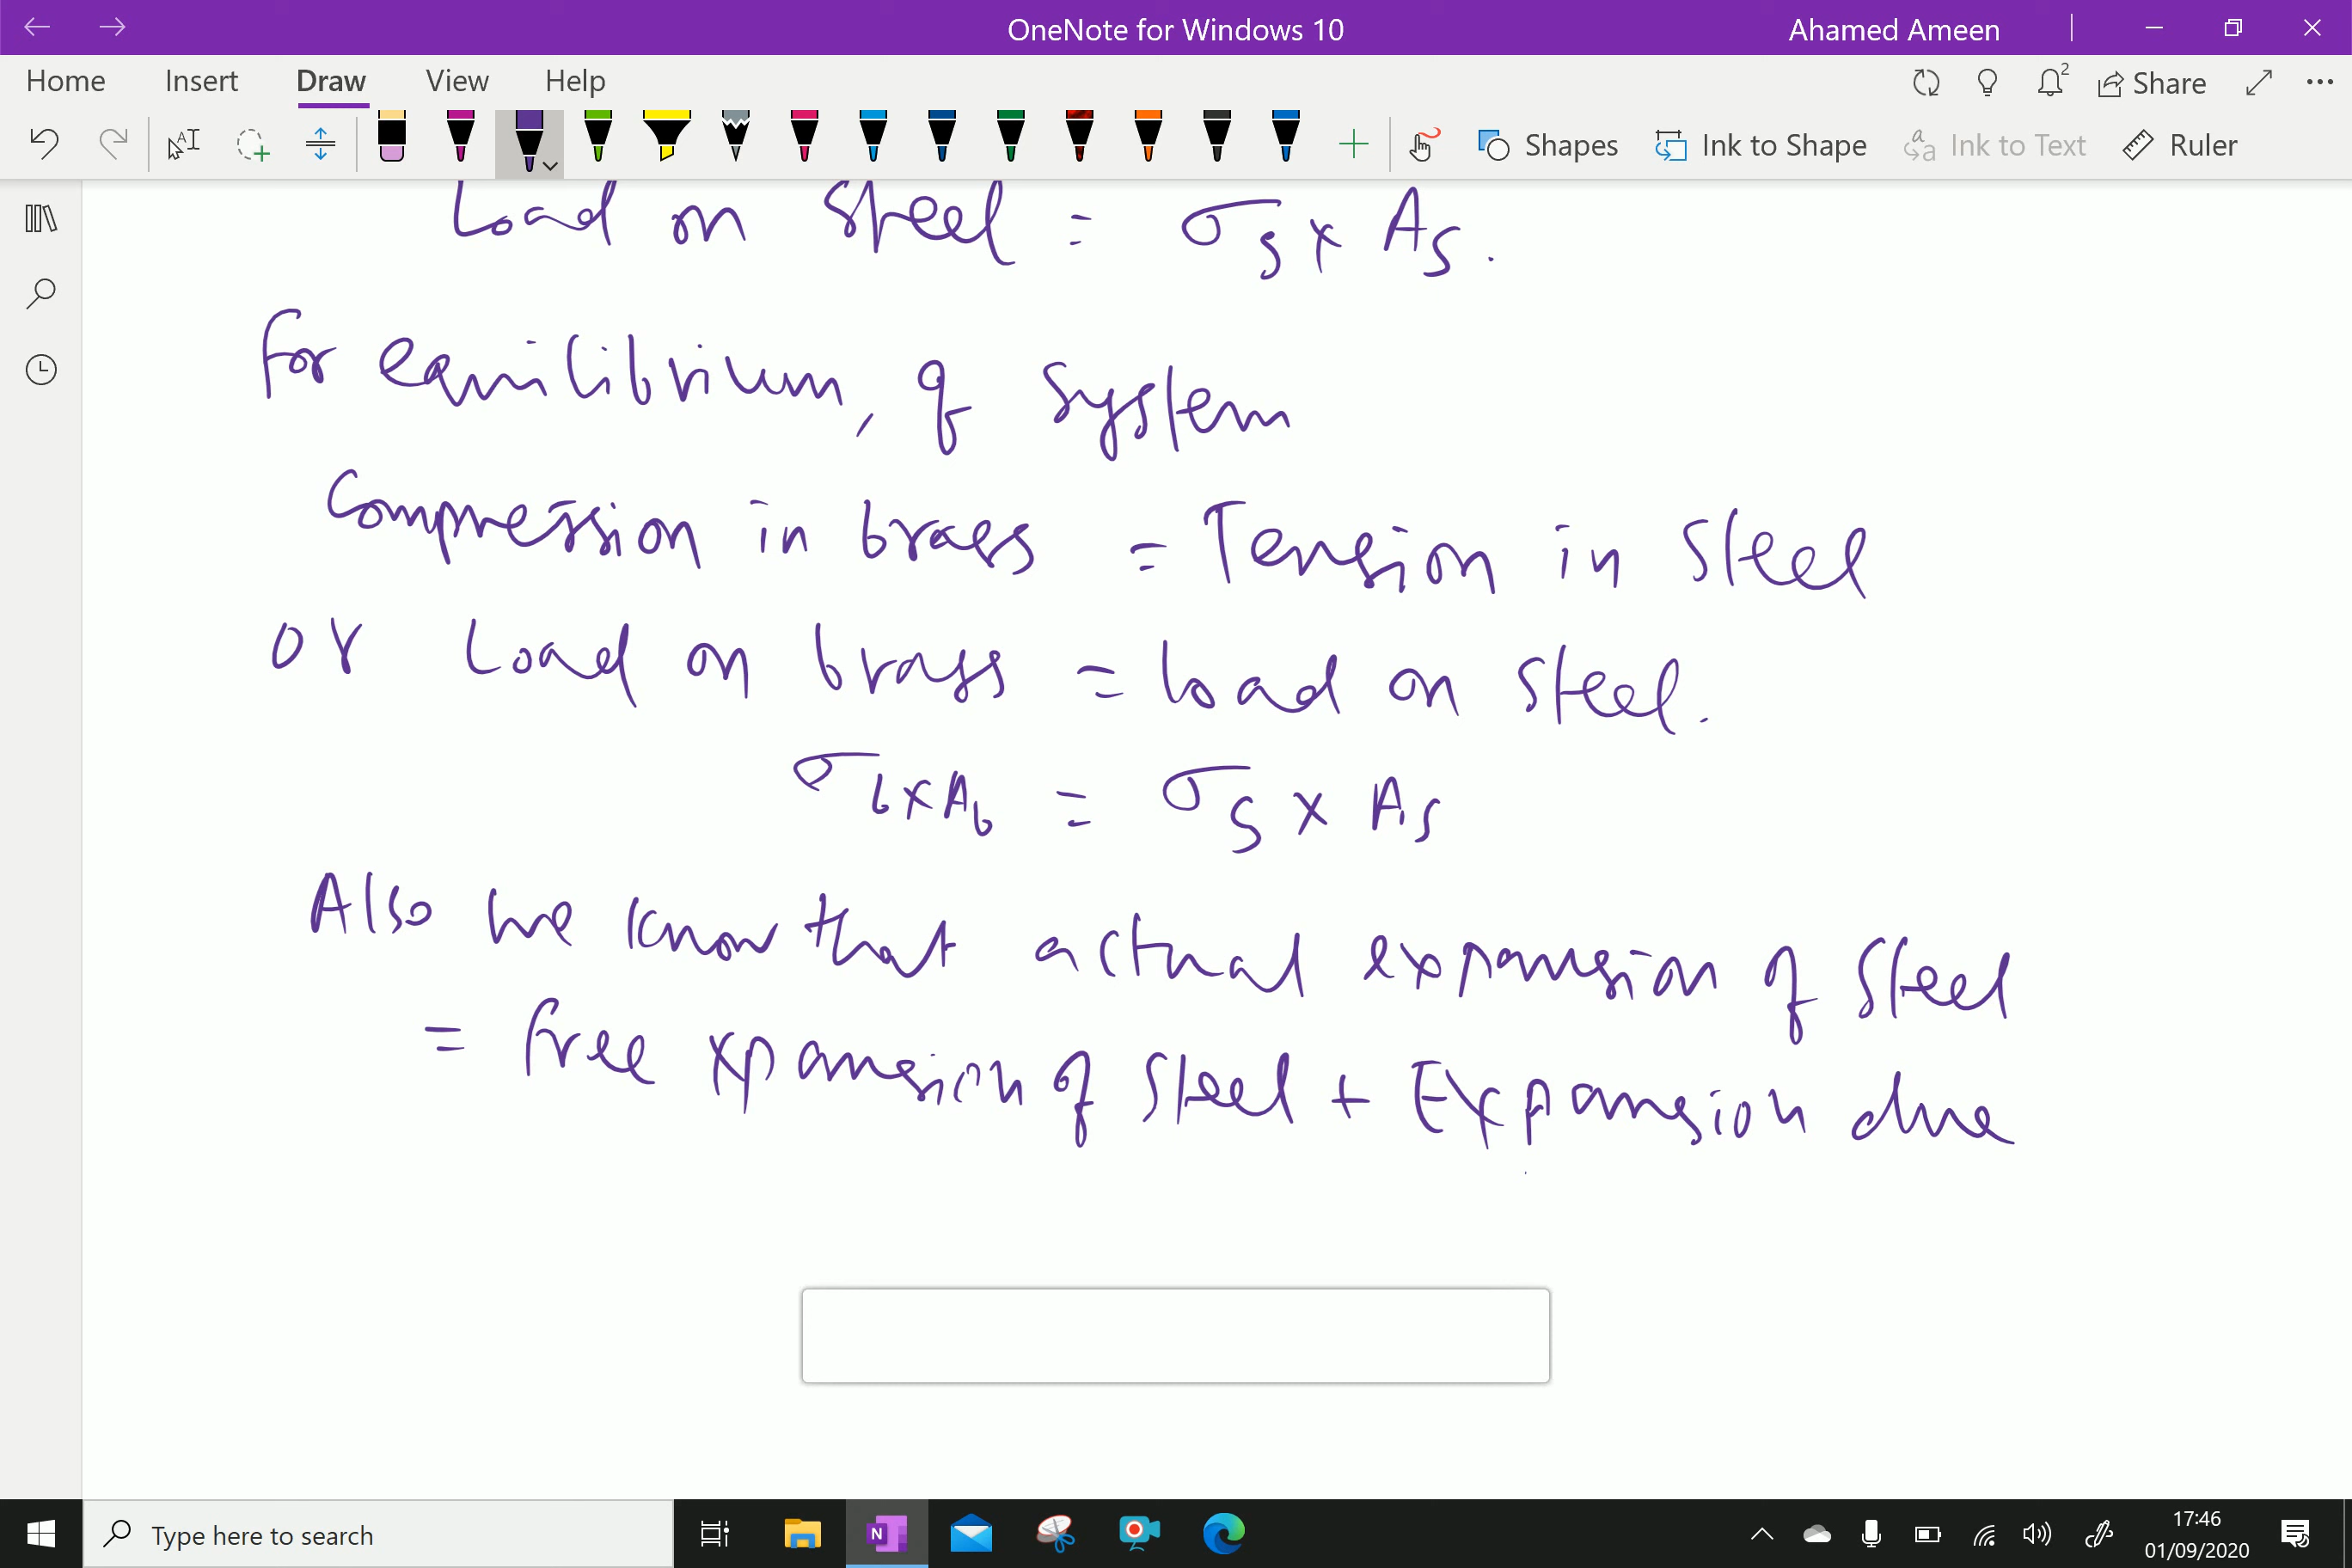 OneNote for Windows 10
Ahamed Ameen
Home Insert Draw View Help
2 Share
Shapes Ink to Shape Ink to Text Ruler
Load on Steel = σs x As.
For equilibrium, of system
Compression in brass = Tension in Steel
or Load on brass = Load on steel.
σb x Ab = σs x As
Also we know that actual expansion of Steel
= free xpansion of Steel + Expansion due
Type here to search
17:46
01/09/2020